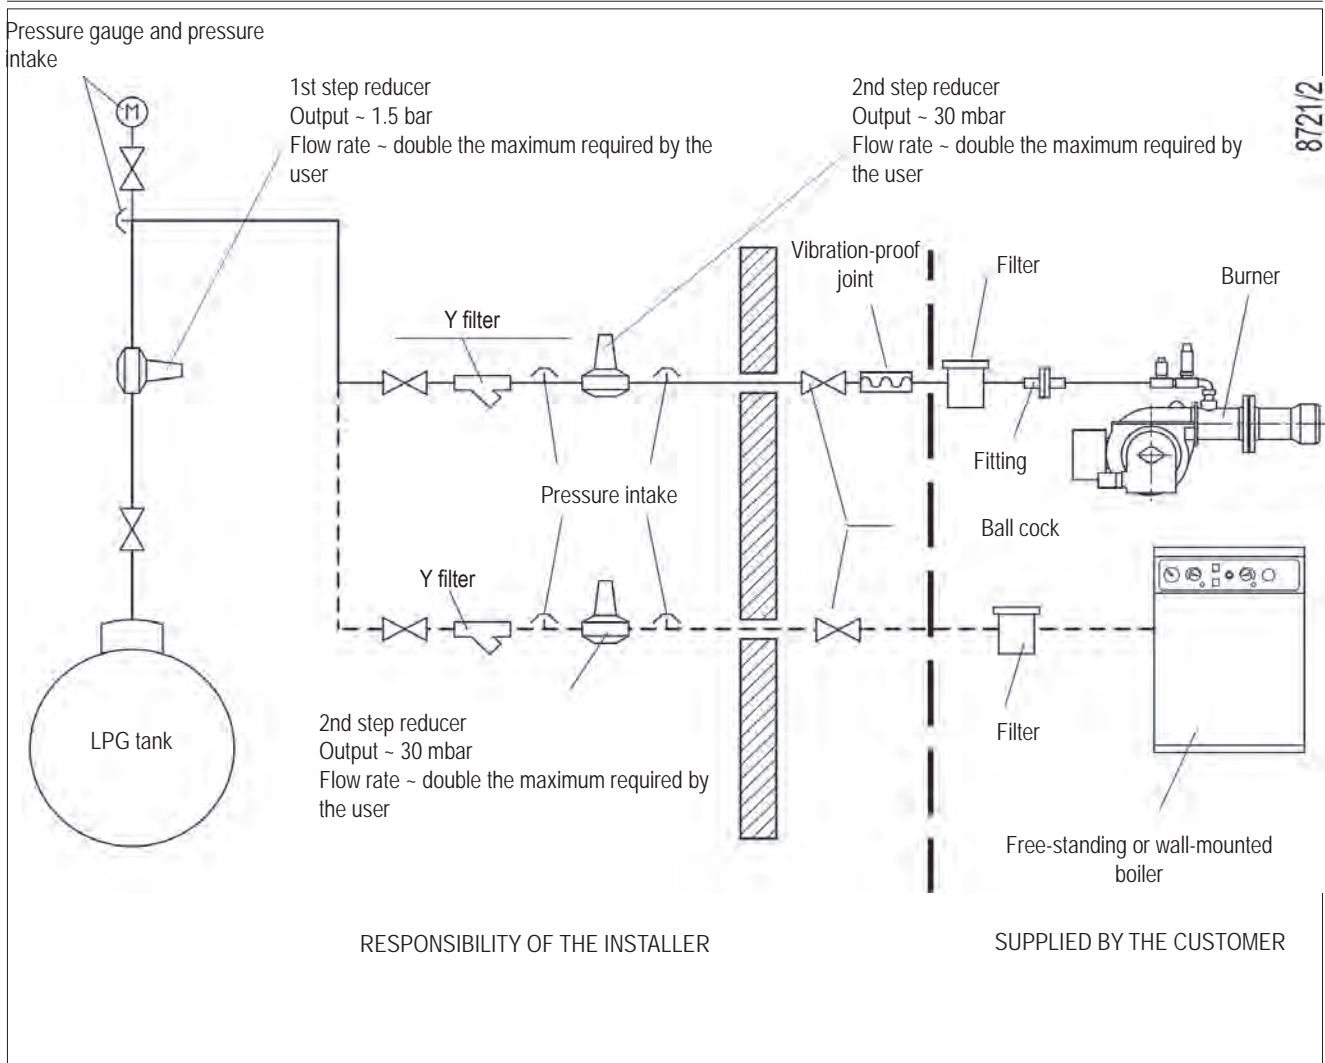 Pressure gauge and pressure
intake
M
1st step reducer
Output ~ 1.5 bar
Flow rate ~ double the maximum required by the
user
2nd step reducer
Output ~ 30 mbar
Flow rate ~ double the maximum required by
the user
8721/2
Vibration-proof
joint
Filter
Burner
Y filter
Fitting
Pressure intake
Ball cock
Y filter
LPG tank
2nd step reducer
Output ~ 30 mbar
Flow rate ~ double the maximum required by
the user
Filter
Free-standing or wall-mounted
boiler
RESPONSIBILITY OF THE INSTALLER
SUPPLIED BY THE CUSTOMER